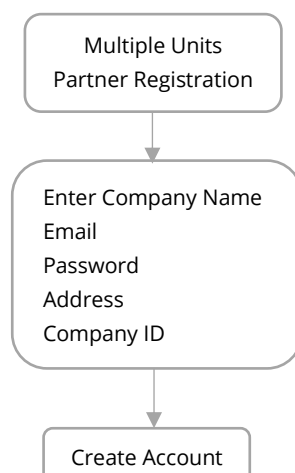 Multiple Units
Partner Registration
Enter Company Name
Email
Password
Address
Company ID
Create Account